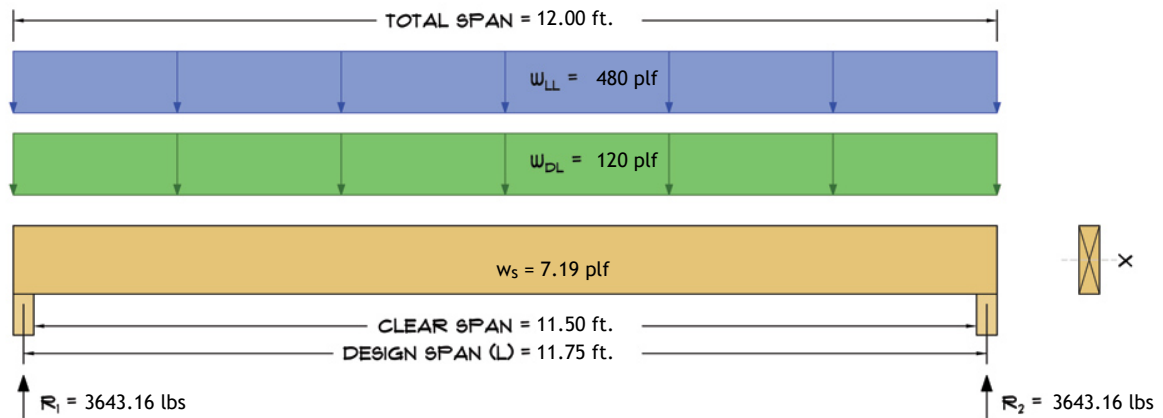 TOTAL SPAN = 12.00 ft.
WLL = 480 plf
WDL = 120 plf
ws = 7.19 plf
X
CLEAR SPAN = 11.50 ft.
DESIGN SPAN (L) = 11.75 ft.
R1 = 3643.16 lbs
R2 = 3643.16 lbs